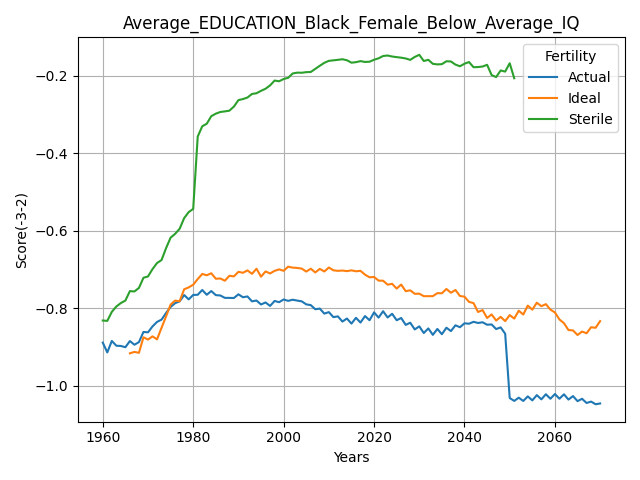 Average_EDUCATION_Black_Female_Below_Average_IQ
Fertility
Actual
Ideal
Sterile
−0.2
−0.4
−0.6
−0.8
−1.0
Score(-3-2)
1960
1980
2000
2020
2040
2060
Years